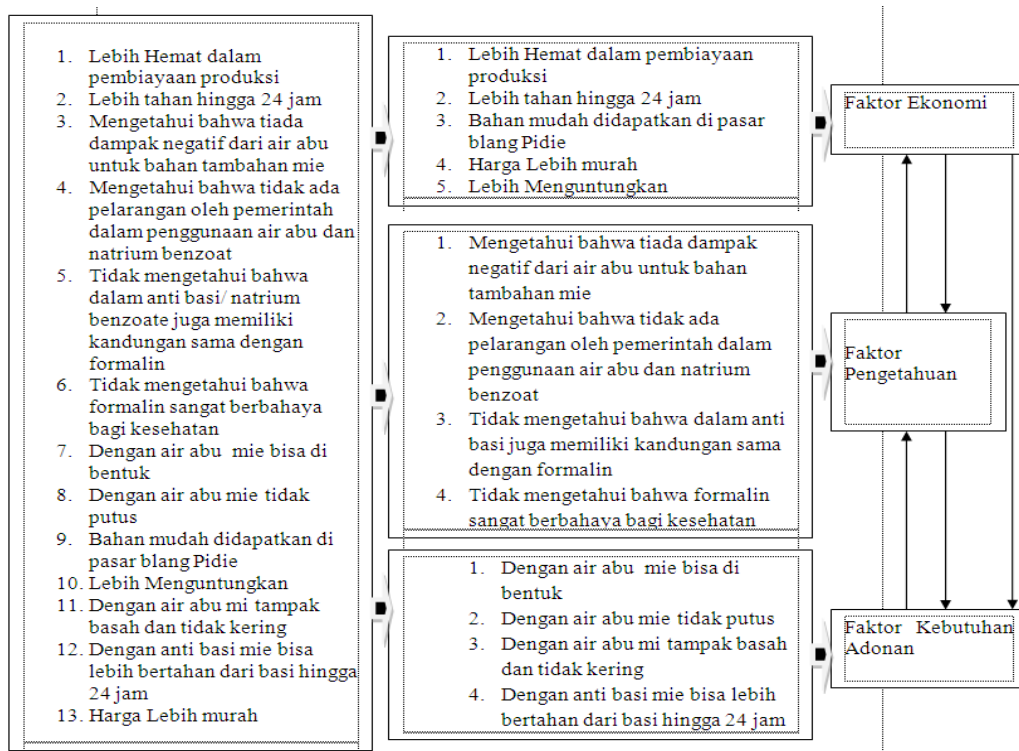 1. Lebih Hemat dalam
pembiayaan produksi
2. Lebih tahan hingga 24 jam
3. Mengetahui bahwa tiada
dampak negatif dari air abu
untuk bahan tambahan mie
4. Mengetahui bahwa tidak ada
pelarangan oleh pemerintah
dalam penggunaan air abu dan
natrium benzoat
5. Tidak mengetahui bahwa
dalam anti basi/ natrium
benzoate juga memiliki
kandungan sama dengan
formalin
6. Tidak mengetahui bahwa
formalin sangat berbahaya
bagi kesehatan
7. Dengan air abu mie bisa di
bentuk
8. Dengan air abu mie tidak
putus
9. Bahan mudah didapatkan di
pasar blang Pidie
10. Lebih Menguntungkan
11. Dengan air abu mi tampak
basah dan tidak kering
12. Dengan anti basi mie bisa
lebih bertahan dari basi hingga
24 jam
13. Harga Lebih murah
1. Lebih Hemat dalam pembiayaan
produksi
2. Lebih tahan hingga 24 jam
3. Bahan mudah didapatkan di pasar
blang Pidie
4. Harga Lebih murah
5. Lebih Menguntungkan
1. Mengetahui bahwa tiada dampak
negatif dari air abu untuk bahan
tambahan mie
2. Mengetahui bahwa tidak ada
pelarangan oleh pemerintah dalam
penggunaan air abu dan natrium
benzoat
3. Tidak mengetahui bahwa dalam anti
basi juga memiliki kandungan sama
dengan formalin
4. Tidak mengetahui bahwa formalin
sangat berbahaya bagi kesehatan
1. Dengan air abu mie bisa di
bentuk
2. Dengan air abu mie tidak putus
3. Dengan air abu mi tampak basah
dan tidak kering
4. Dengan anti basi mie bisa lebih
bertahan dari basi hingga 24 jam
Faktor Ekonomi
Faktor
Pengetahuan
Faktor Kebutuhan
Adonan